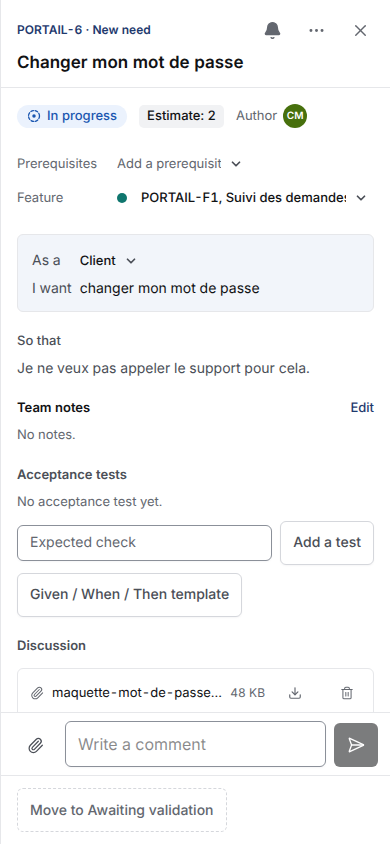 PORTAIL-6 · New need
Changer mon mot de passe
In progress
Estimate: 2
Author CM
Prerequisites Add a prerequisit
Feature PORTAIL-F1, Suivi des demandes
As a Client
I want changer mon mot de passe
So that
Je ne veux pas appeler le support pour cela.
Team notes Edit
No notes.
Acceptance tests
No acceptance test yet.
Expected check Add a test
Given / When / Then template
Discussion
maquette-mot-de-passe... 48 KB
Write a comment
Move to Awaiting validation